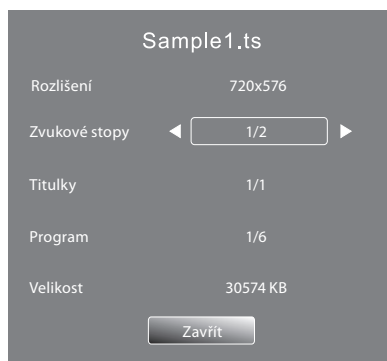 Sample1.ts
Rozlišení 720x576
Zvukové stopy 1/2
Titulky 1/1
Program 1/6
Velikost 30574 KB
Zavřít